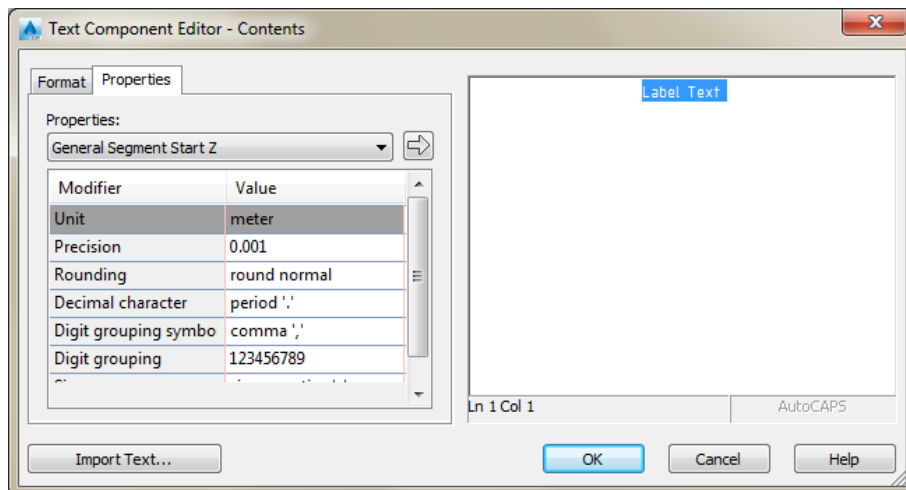 Text Component Editor - Contents
Format Properties
Properties:
General Segment Start Z
Modifier Value
Unit meter
Precision 0.001
Rounding round normal
Decimal character period '.'
Digit grouping symbo comma ','
Digit grouping 123456789
Label Text
Ln 1 Col 1 AutoCAPS
Import Text... OK Cancel Help